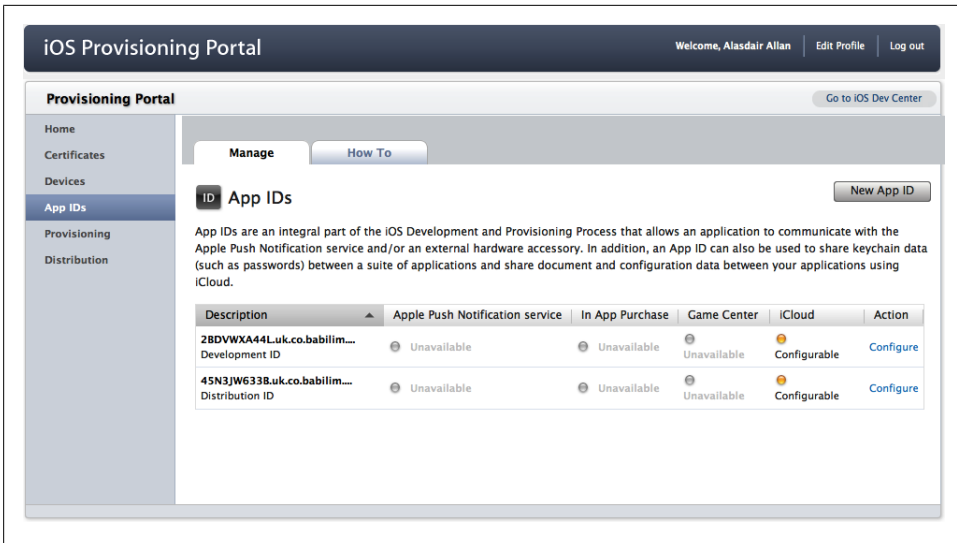 iOS Provisioning Portal
Welcome, Alasdair Allan
Edit Profile
Log out
Provisioning Portal
Go to iOS Dev Center
Home
Certificates
Devices
App IDs
Provisioning
Distribution
Manage
How To
ID App IDs
New App ID
App IDs are an integral part of the iOS Development and Provisioning Process that allows an application to communicate with the
Apple Push Notification service and/or an external hardware accessory. In addition, an App ID can also be used to share keychain data
(such as passwords) between a suite of applications and share document and configuration data between your applications using
iCloud.
Description Apple Push Notification service In App Purchase Game Center iCloud Action
2BDVWXA44L.uk.co.babilim....
Development ID
Unavailable
Unavailable
Unavailable
Configurable
Configure
45N3JW633B.uk.co.babilim....
Distribution ID
Unavailable
Unavailable
Unavailable
Configurable
Configure